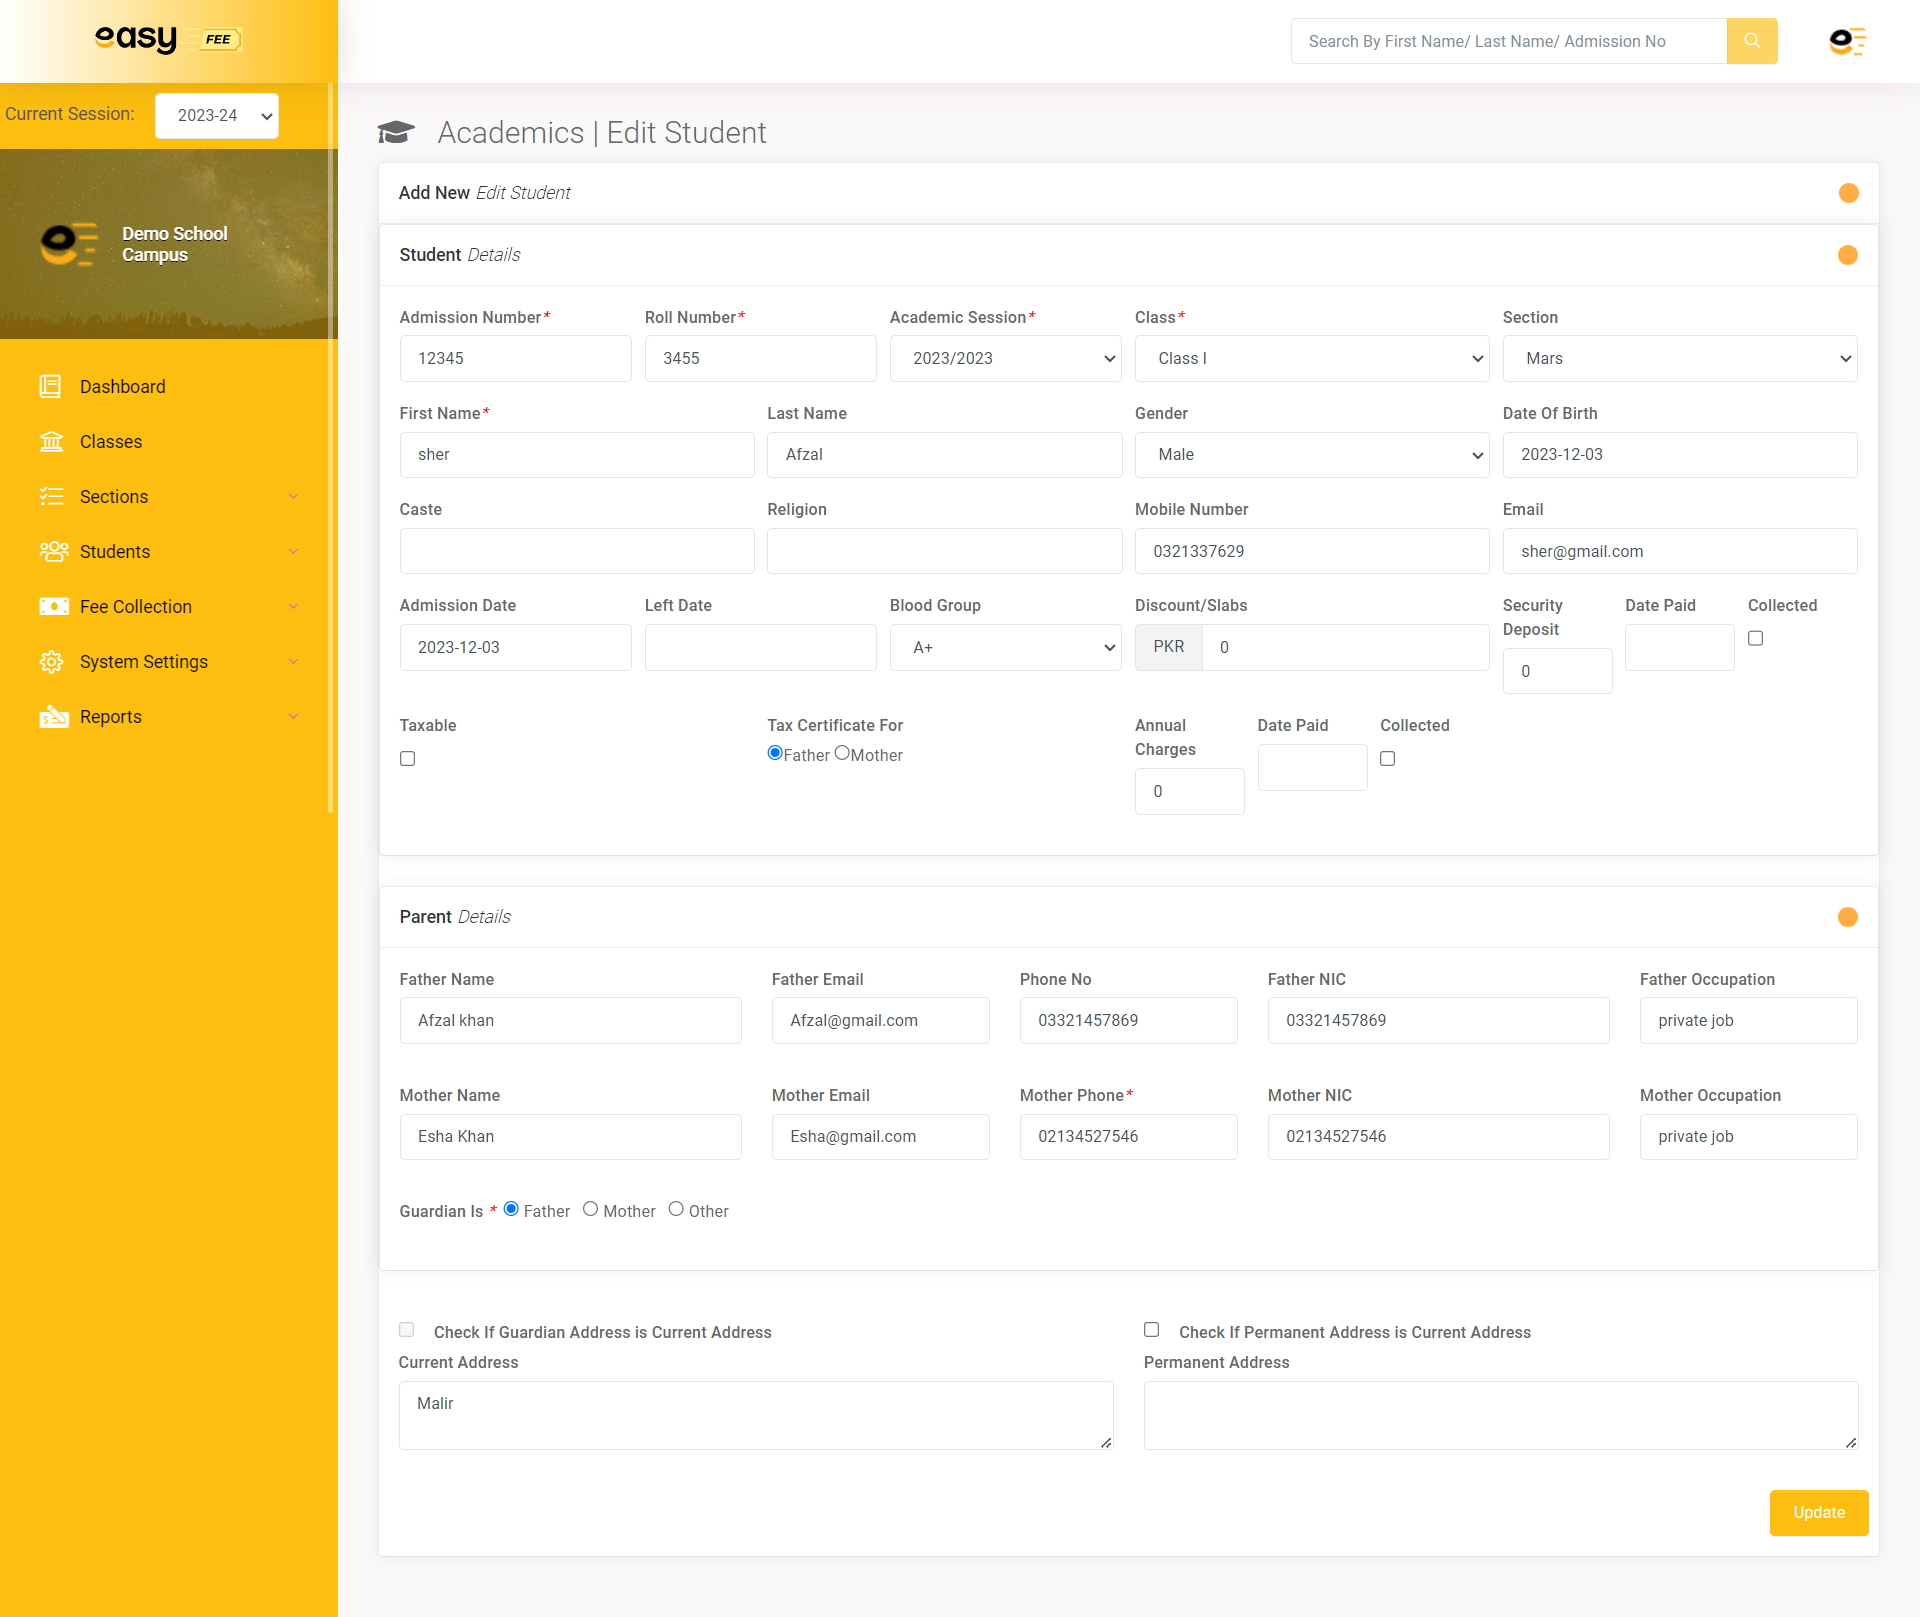 easy FEE
Search By First Name/ Last Name/ Admission No
Current Session: 2023-24
Demo School
Campus
Dashboard
Classes
Sections
Students
Fee Collection
System Settings
Reports
Academics | Edit Student
Add New Edit Student
Student Details
Admission Number* Roll Number* Academic Session* Class* Section
12345 3455 2023/2023 Class I Mars
First Name* Last Name Gender Date Of Birth
sher Afzal Male 2023-12-03
Caste Religion Mobile Number Email
0321337629 sher@gmail.com
Admission Date Left Date Blood Group Discount/Slabs Security Deposit Date Paid Collected
2023-12-03 A+ PKR 0 0
Taxable Tax Certificate For Annual Charges Date Paid Collected
Father Mother
0
Parent Details
Father Name Father Email Phone No Father NIC Father Occupation
Afzal khan Afzal@gmail.com 03321457869 03321457869 private job
Mother Name Mother Email Mother Phone* Mother NIC Mother Occupation
Esha Khan Esha@gmail.com 02134527546 02134527546 private job
Guardian Is * Father Mother Other
Check If Guardian Address is Current Address Check If Permanent Address is Current Address
Current Address Permanent Address
Malir
Update